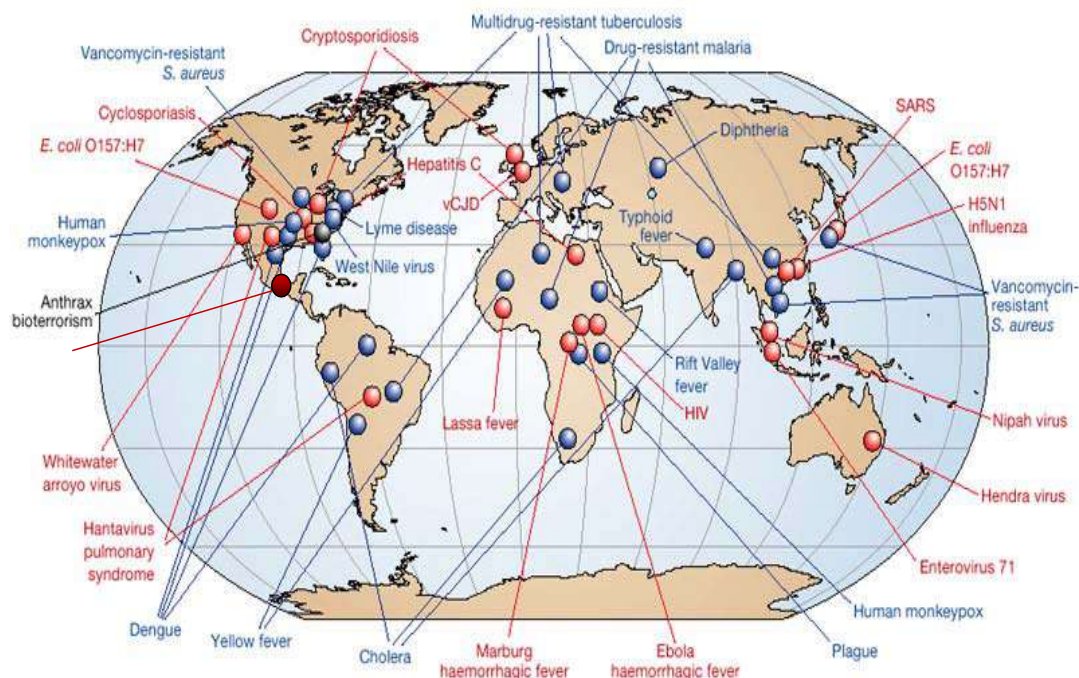 Multidrug-resistant tuberculosis
Cryptosporidiosis
Drug-resistant malaria
Vancomycin-resistant
S. aureus
SARS
Cyclosporiasis
Diphtheria
E. coli
O157:H7
E. coli O157:H7
Hepatitis C
H5N1
influenza
vCJD
Human
monkeypox
Lyme disease
Typhoid
fever
West Nile virus
Anthrax
bioterrorism
Vancomycin-
resistant
S. aureus
Rift Valley
fever
HIV
Lassa fever
Nipah virus
Whitewater
arroyo virus
Hendra virus
Hantavirus
pulmonary
syndrome
Enterovirus 71
Human monkeypox
Dengue
Yellow fever
Cholera
Marburg
haemorrhagic fever
Ebola
haemorrhagic fever
Plague